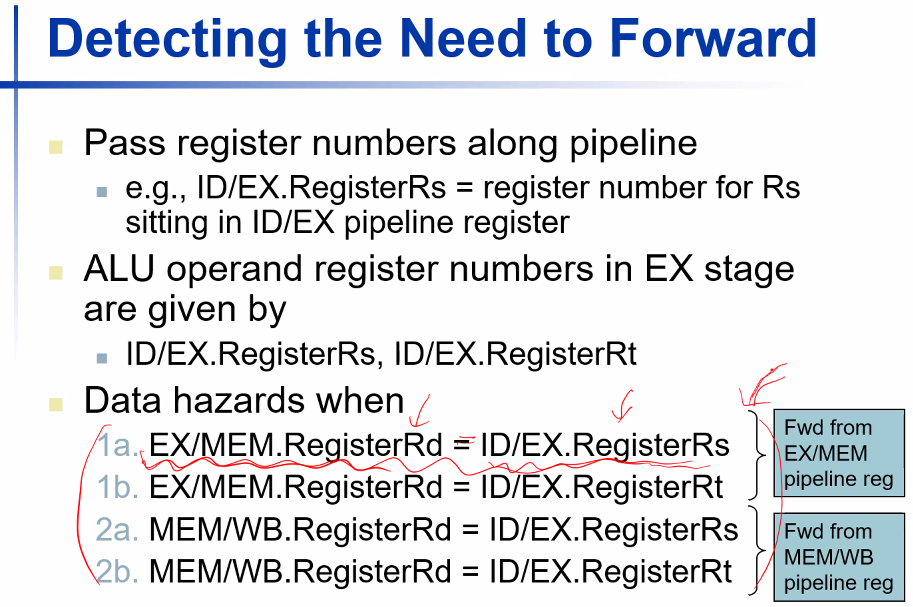 Detecting the Need to Forward
Pass register numbers along pipeline
e.g., ID/EX.RegisterRs = register number for Rs
sitting in ID/EX pipeline register
ALU operand register numbers in EX stage
are given by
ID/EX.RegisterRs, ID/EX.RegisterRt
Data hazards when
1a. EX/MEM.RegisterRd = ID/EX.RegisterRs
1b. EX/MEM.RegisterRd = ID/EX.RegisterRt
2a. MEM/WB.RegisterRd = ID/EX.RegisterRs
2b. MEM/WB.RegisterRd = ID/EX.RegisterRt
Fwd from
EX/MEM
pipeline reg
Fwd from
MEM/WB
pipeline reg